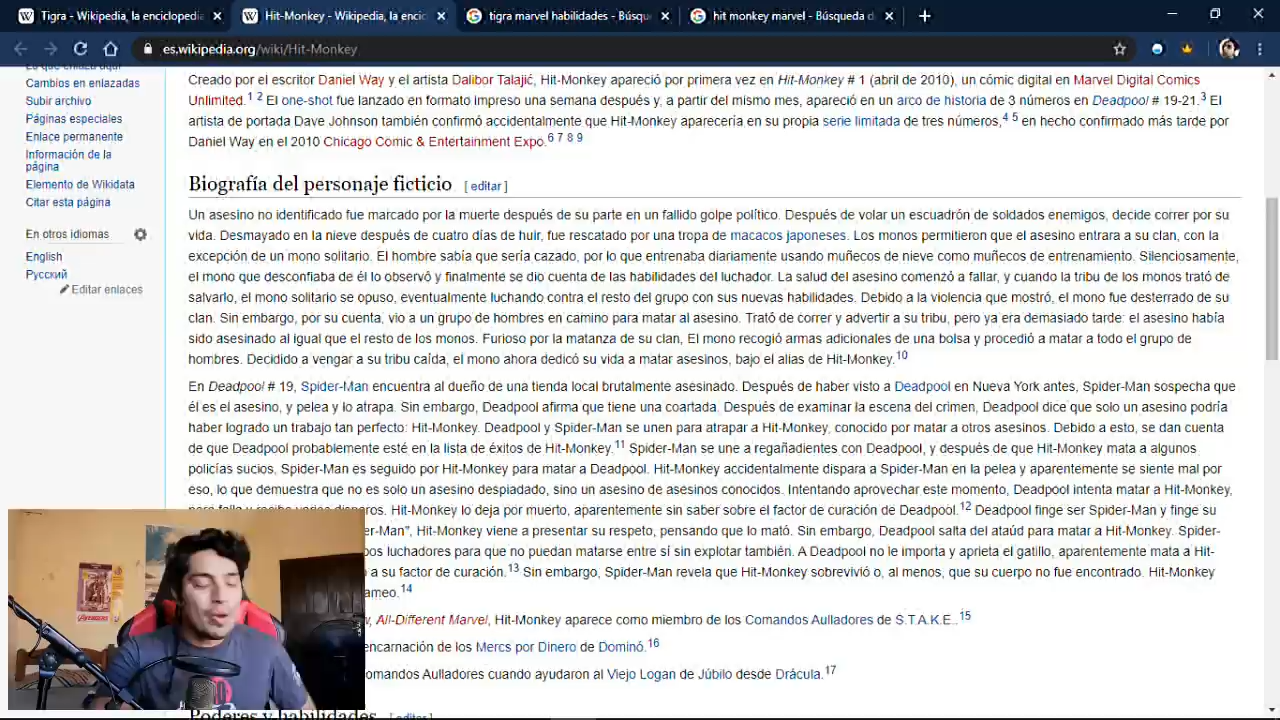 Tigra - Wikipedia, la enciclopedia
Hit-Monkey - Wikipedia, la encic
tigra marvel habilidades - Búsqu
hit monkey marvel - Búsqueda d
es.wikipedia.org/wiki/Hit-Monkey
Lo que enlaza aquí
Cambios en enlazadas
Subir archivo
Páginas especiales
Enlace permanente
Información de la
página
Elemento de Wikidata
Citar esta página
En otros idiomas
English
Русский
Editar enlaces
Creado por el escritor Daniel Way y el artista Dalibor Talajić, Hit-Monkey apareció por primera vez en Hit-Monkey # 1 (abril de 2010), un cómic digital en Marvel Digital Comics
Unlimited.1 2 El one-shot fue lanzado en formato impreso una semana después y, a partir del mismo mes, apareció en un arco de historia de 3 números en Deadpool # 19-21.3 El
artista de portada Dave Johnson también confirmó accidentalmente que Hit-Monkey aparecería en su propia serie limitada de tres números,4 5 en hecho confirmado más tarde por
Daniel Way en el 2010 Chicago Comic & Entertainment Expo.6 7 8 9
Biografía del personaje ficticio [ editar ]
Un asesino no identificado fue marcado por la muerte después de su parte en un fallido golpe político. Después de volar un escuadrón de soldados enemigos, decide correr por su
vida. Desmayado en la nieve después de cuatro días de huir, fue rescatado por una tropa de macacos japoneses. Los monos permitieron que el asesino entrara a su clan, con la
excepción de un mono solitario. El hombre sabía que sería cazado, por lo que entrenaba diariamente usando muñecos de nieve como muñecos de entrenamiento. Silenciosamente,
el mono que desconfiaba de él lo observó y finalmente se dio cuenta de las habilidades del luchador. La salud del asesino comenzó a fallar, y cuando la tribu de los monos trató de
salvarlo, el mono solitario se opuso, eventualmente luchando contra el resto del grupo con sus nuevas habilidades. Debido a la violencia que mostró, el mono fue desterrado de su
clan. Sin embargo, por su cuenta, vio a un grupo de hombres en camino para matar al asesino. Trató de correr y advertir a su tribu, pero ya era demasiado tarde: el asesino había
sido asesinado al igual que el resto de los monos. Furioso por la matanza de su clan, El mono recogió armas adicionales de una bolsa y procedió a matar a todo el grupo de
hombres. Decidido a vengar a su tribu caída, el mono ahora dedicó su vida a matar asesinos, bajo el alias de Hit-Monkey.10
En Deadpool # 19, Spider-Man encuentra al dueño de una tienda local brutalmente asesinado. Después de haber visto a Deadpool en Nueva York antes, Spider-Man sospecha que
él es el asesino, y pelea y lo atrapa. Sin embargo, Deadpool afirma que tiene una coartada. Después de examinar la escena del crimen, Deadpool dice que solo un asesino podría
haber logrado un trabajo tan perfecto: Hit-Monkey. Deadpool y Spider-Man se unen para atrapar a Hit-Monkey, conocido por matar a otros asesinos. Debido a esto, se dan cuenta
de que Deadpool probablemente esté en la lista de éxitos de Hit-Monkey.11 Spider-Man se une a regañadientes con Deadpool, y después de que Hit-Monkey mata a algunos
policías sucios, Spider-Man es seguido por Hit-Monkey para matar a Deadpool. Hit-Monkey accidentalmente dispara a Spider-Man en la pelea y aparentemente se siente mal por
eso, lo que demuestra que no es solo un asesino despiadado, sino un asesino de asesinos conocidos. Intentando aprovechar este momento, Deadpool intenta matar a Hit-Monkey,
pero falla y recibe varios disparos. Hit-Monkey lo deja por muerto, aparentemente sin saber sobre el factor de curación de Deadpool.12 Deadpool finge ser Spider-Man y finge su
er-Man", Hit-Monkey viene a presentar su respeto, pensando que lo mató. Sin embargo, Deadpool salta del ataúd para matar a Hit-Monkey. Spider-
bos luchadores para que no puedan matarse entre sí sin explotar también. A Deadpool no le importa y aprieta el gatillo, aparentemente mata a Hit-
a su factor de curación.13 Sin embargo, Spider-Man revela que Hit-Monkey sobrevivió o, al menos, que su cuerpo no fue encontrado. Hit-Monkey
ameo.14
All-Different Marvel, Hit-Monkey aparece como miembro de los Comandos Aulladores de S.T.A.K.E..15
encarnación de los Mercs por Dinero de Dominó.16
omandos Aulladores cuando ayudaron al Viejo Logan de Júbilo desde Drácula.17
Poderes y habilidades [ editar ]
AVENGERS